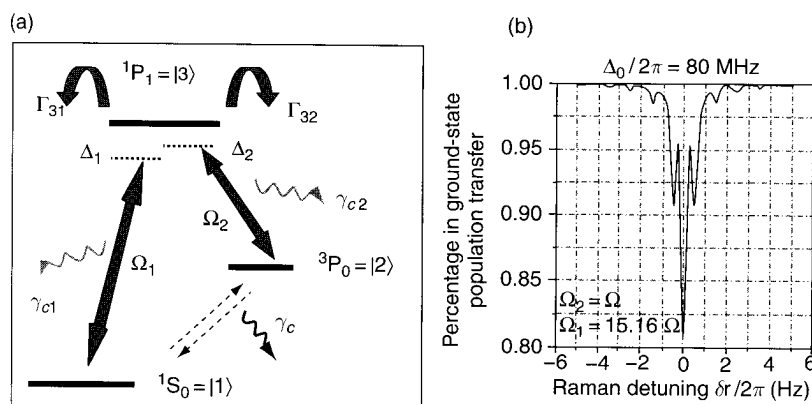 (a)
¹P₁ = |3⟩
Γ₃₁
Γ₃₂
Δ₁
Δ₂
γc2
Ω₂
Ω₁
³P₀ = |2⟩
γc1
γc
¹S₀ = |1⟩
(b)
Δ₀ / 2π = 80 MHz
Percentage in ground-state
population transfer
1.00
0.95
0.90
0.85
0.80
Ω₂ = Ω
Ω₁ = 15.16 Ω
−6 −4 −2 0 2 4 6
Raman detuning δr/2π (Hz)